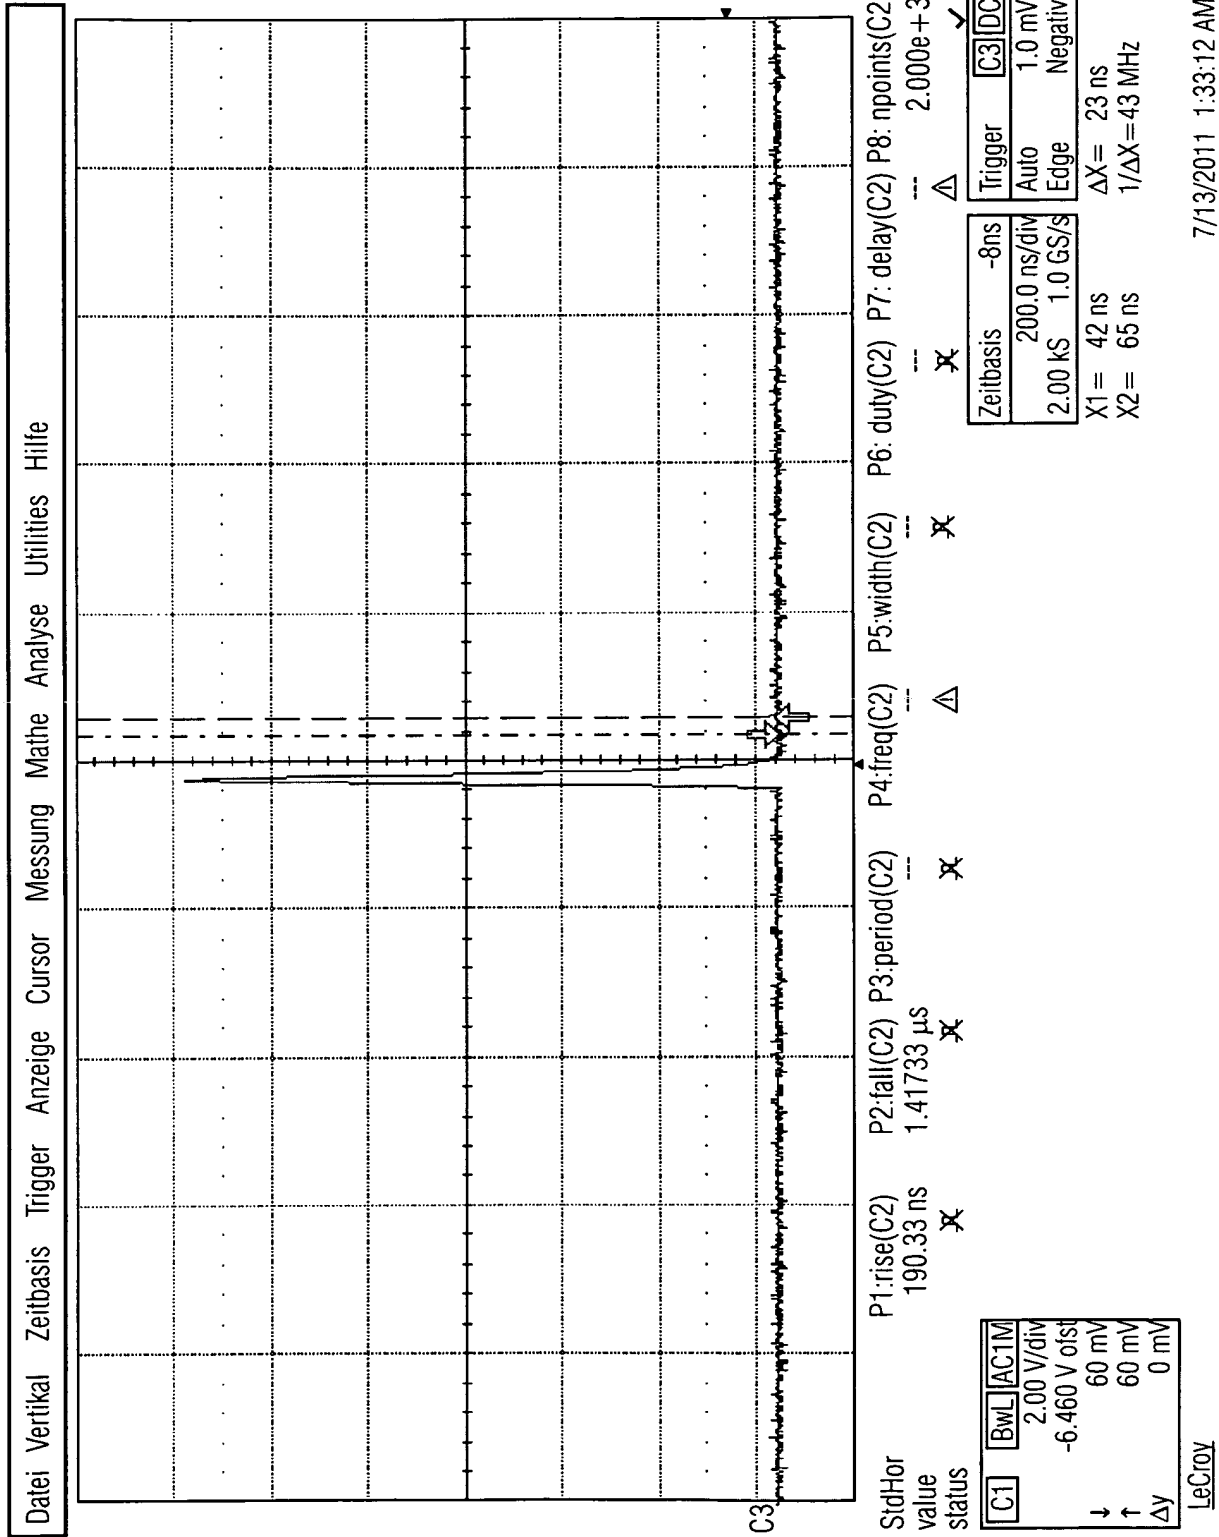 Datei Vertikal Zeitbasis Trigger Anzeige Cursor Messung Mathe Analyse Utilities Hilfe
C3
StdHor P1:rise(C2) P2:fall(C2) P3:period(C2) P4:freq(C2) P5:width(C2) P6: duty(C2) P7: delay(C2) P8: npoints(C2
value 190.33 ns 1.41733 µs --- --- --- --- --- 2.000e+3
status
C1 BwL AC1M
2.00 V/div
-6.460 V ofst
↓ 60 mV
↑ 60 mV
Δy 0 mV
Zeitbasis -8ns
200.0 ns/div
2.00 kS 1.0 GS/s
Trigger C3 DC
Auto 1.0 mV
Edge Negativ
X1= 42 ns ΔX= 23 ns
X2= 65 ns 1/ΔX=43 MHz
LeCroy
7/13/2011 1:33:12 AM